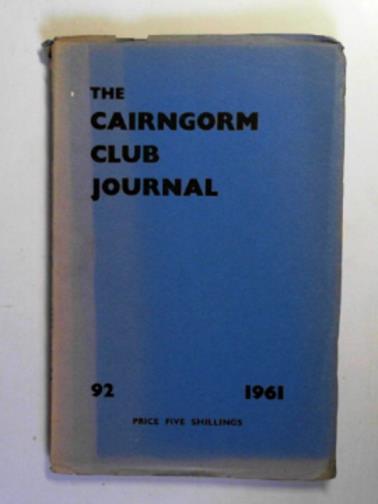 THE
CAIRNGORM
CLUB
JOURNAL
92 1961
PRICE FIVE SHILLINGS